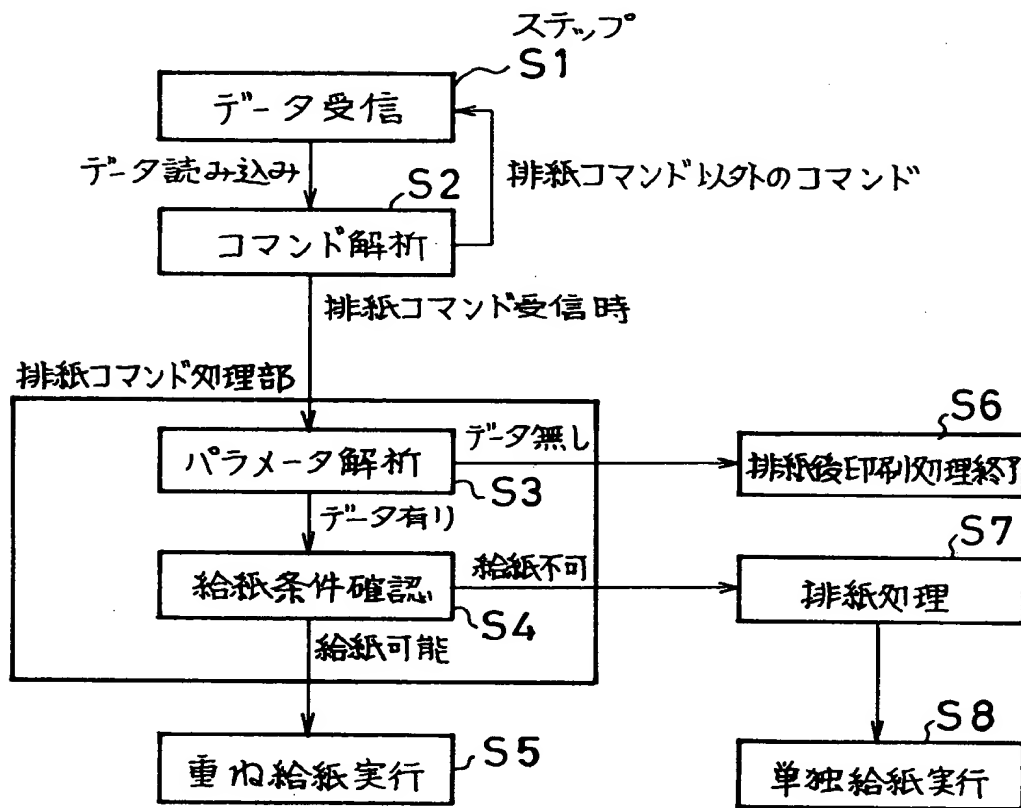 ステップ
S1
データ受信
データ読み込み
S2
排紙コマンド以外のコマンド
コマンド解析
排紙コマンド受信時
排紙コマンド処理部
パラメータ解析
S3
データ無し
S6
排紙後印刷処理終了
データ有り
給紙条件確認
S4
給紙不可
S7
排紙処理
給紙可能
S5
重ね給紙実行
S8
単独給紙実行